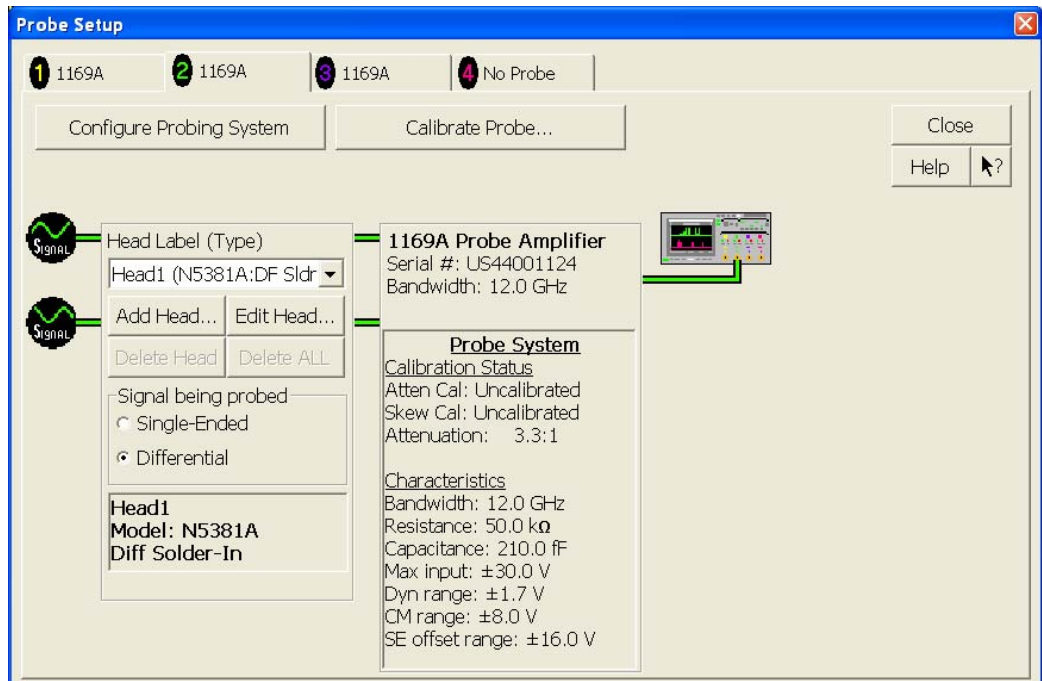 Probe Setup
1 1169A
2 1169A
3 1169A
4 No Probe
Configure Probing System
Calibrate Probe...
Close
Help
?
Signal
Signal
Head Label (Type)
Head1 (N5381A:DF Sldr
Add Head...
Edit Head...
Delete Head
Delete ALL
Signal being probed
Single-Ended
Differential
Head1
Model: N5381A
Diff Solder-In
1169A Probe Amplifier
Serial #: US44001124
Bandwidth: 12.0 GHz
Probe System
Calibration Status
Atten Cal: Uncalibrated
Skew Cal: Uncalibrated
Attenuation: 3.3:1
Characteristics
Bandwidth: 12.0 GHz
Resistance: 50.0 kΩ
Capacitance: 210.0 fF
Max input: ±30.0 V
Dyn range: ±1.7 V
CM range: ±8.0 V
SE offset range: ±16.0 V